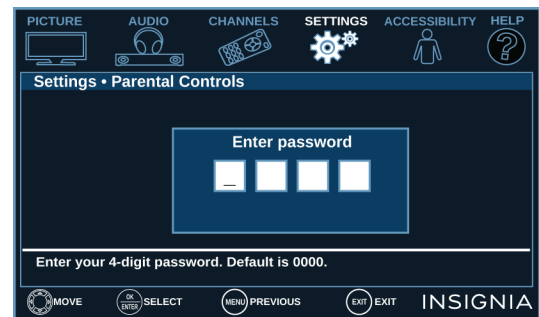 PICTURE AUDIO CHANNELS SETTINGS ACCESSIBILITY HELP
?
Settings • Parental Controls
Enter password
_
Enter your 4-digit password. Default is 0000.
MOVE OK ENTER SELECT MENU PREVIOUS EXIT EXIT INSIGNIA